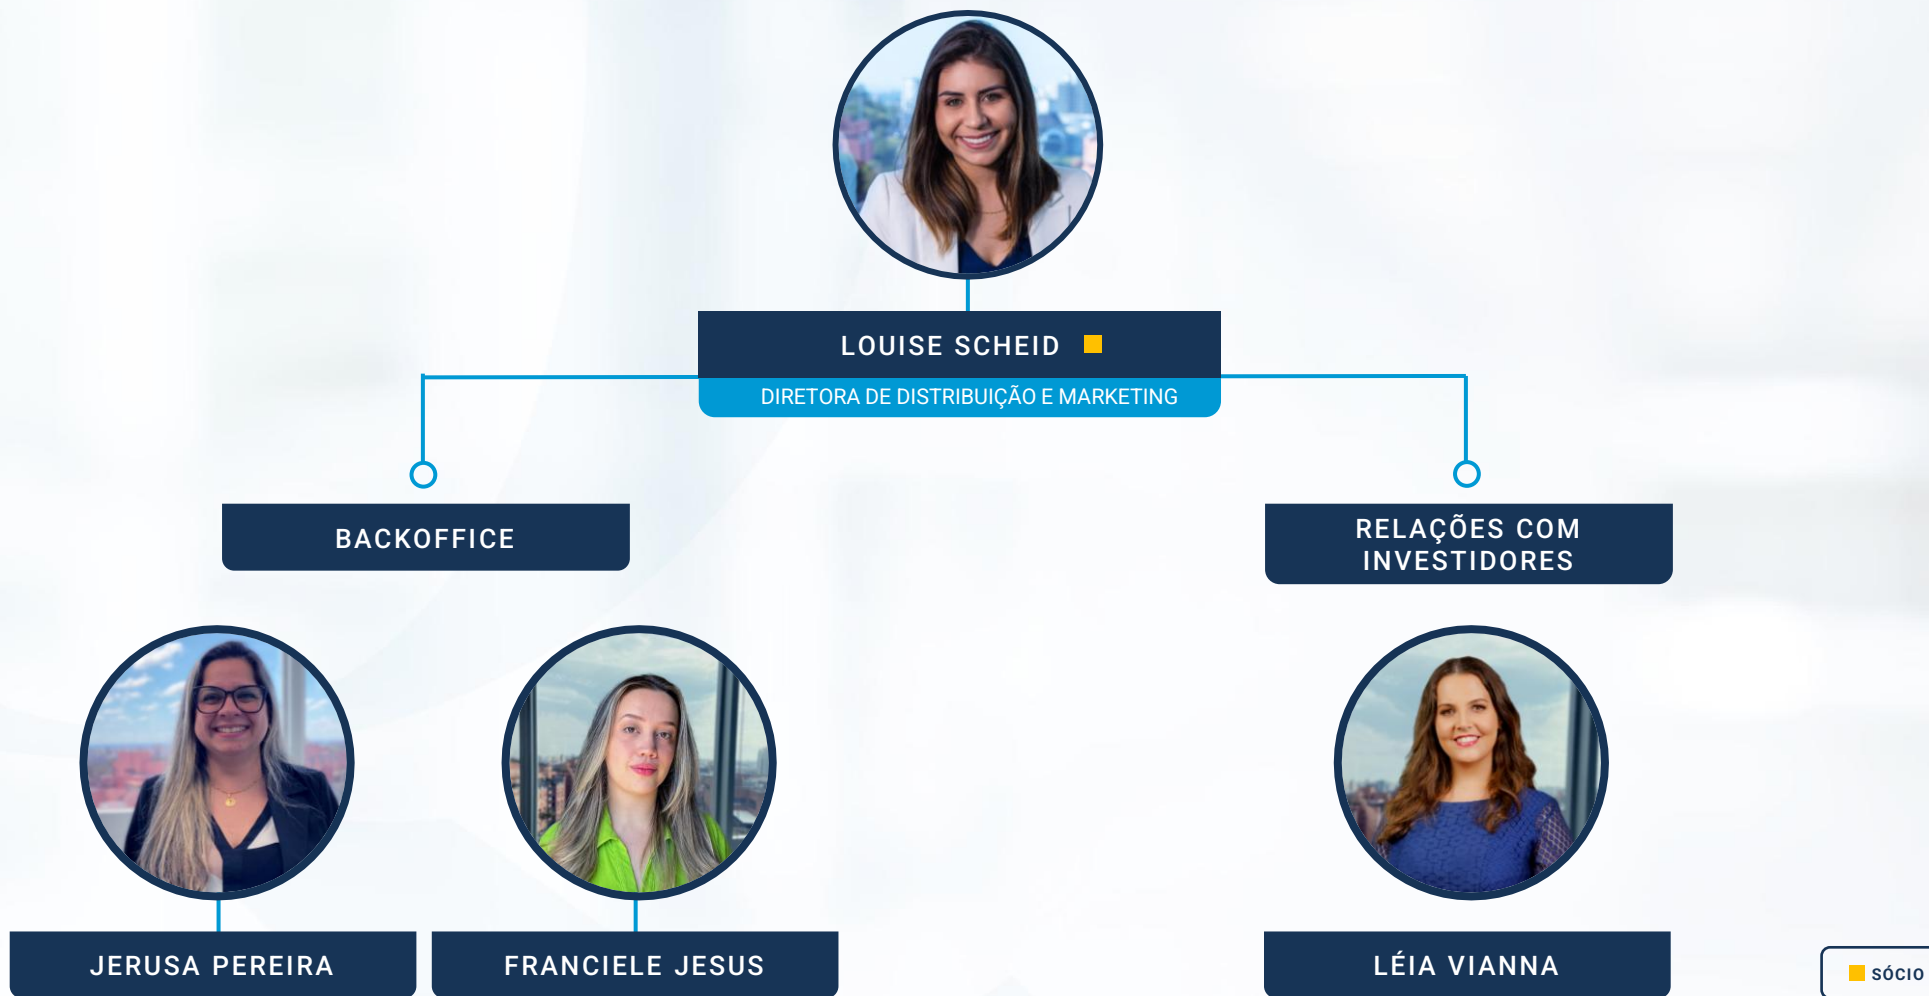 LOUISE SCHEID
DIRETORA DE DISTRIBUIÇÃO E MARKETING
BACKOFFICE
RELAÇÕES COM
INVESTIDORES
JERUSA PEREIRA
FRANCIELE JESUS
LÉIA VIANNA
SÓCIO